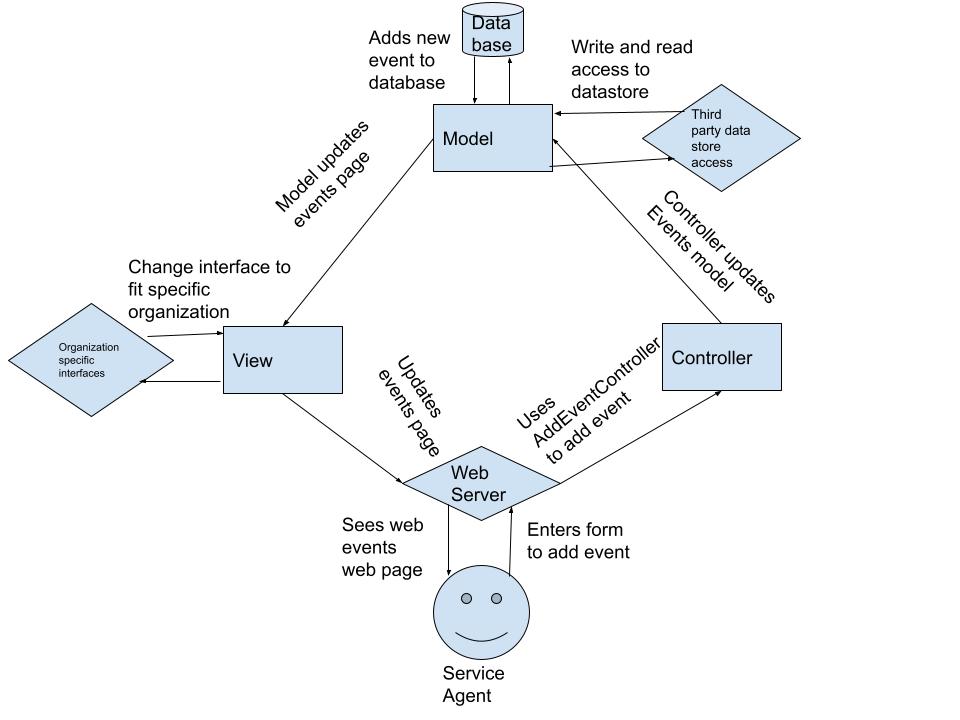 Data
base
Adds new
event to
database
Write and read
access to
datastore
Third
party data
store
access
Model
Model updates
events page
Controller updates
Events model
Change interface to
fit specific
organization
Organization
specific
interfaces
View
Controller
Updates
events page
Uses
AddEventController
to add event
Web
Server
Sees web
events
web page
Enters form
to add event
Service
Agent